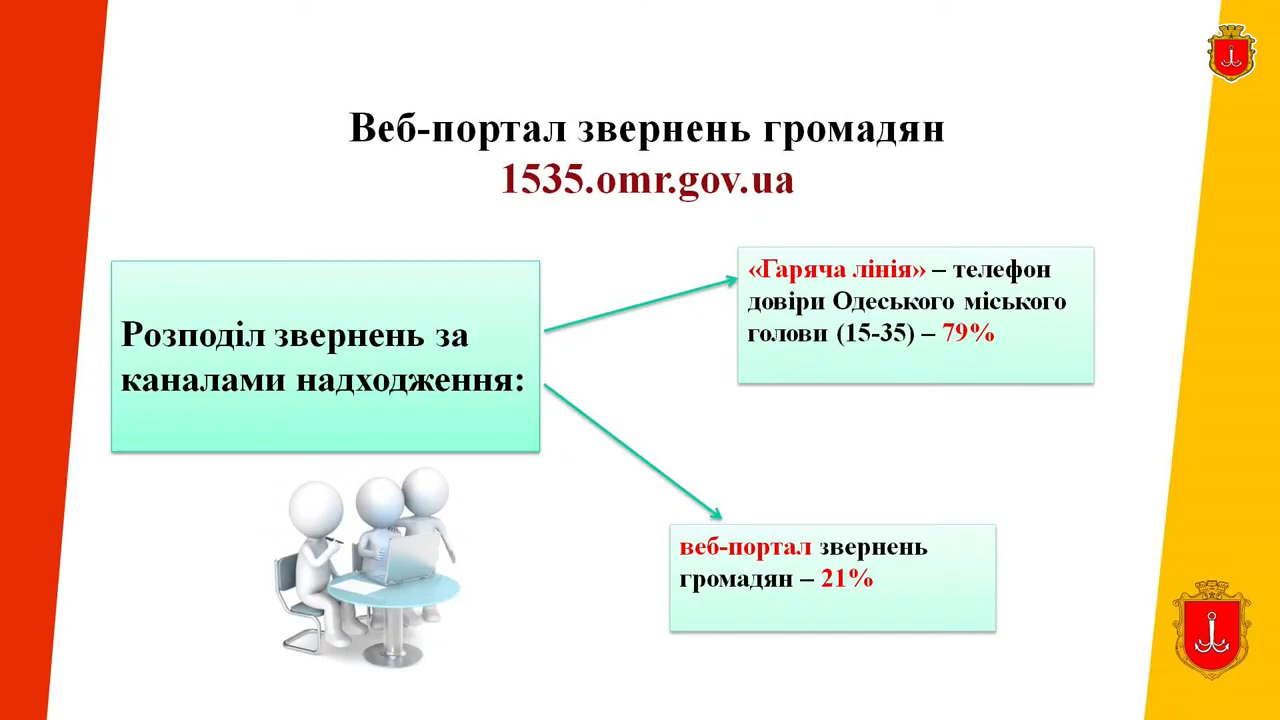 Веб-портал звернень громадян
1535.omr.gov.ua
Розподіл звернень за
каналами надходження:
«Гаряча лінія» – телефон
довіри Одеського міського
голови (15-35) – 79%
веб-портал звернень
громадян – 21%